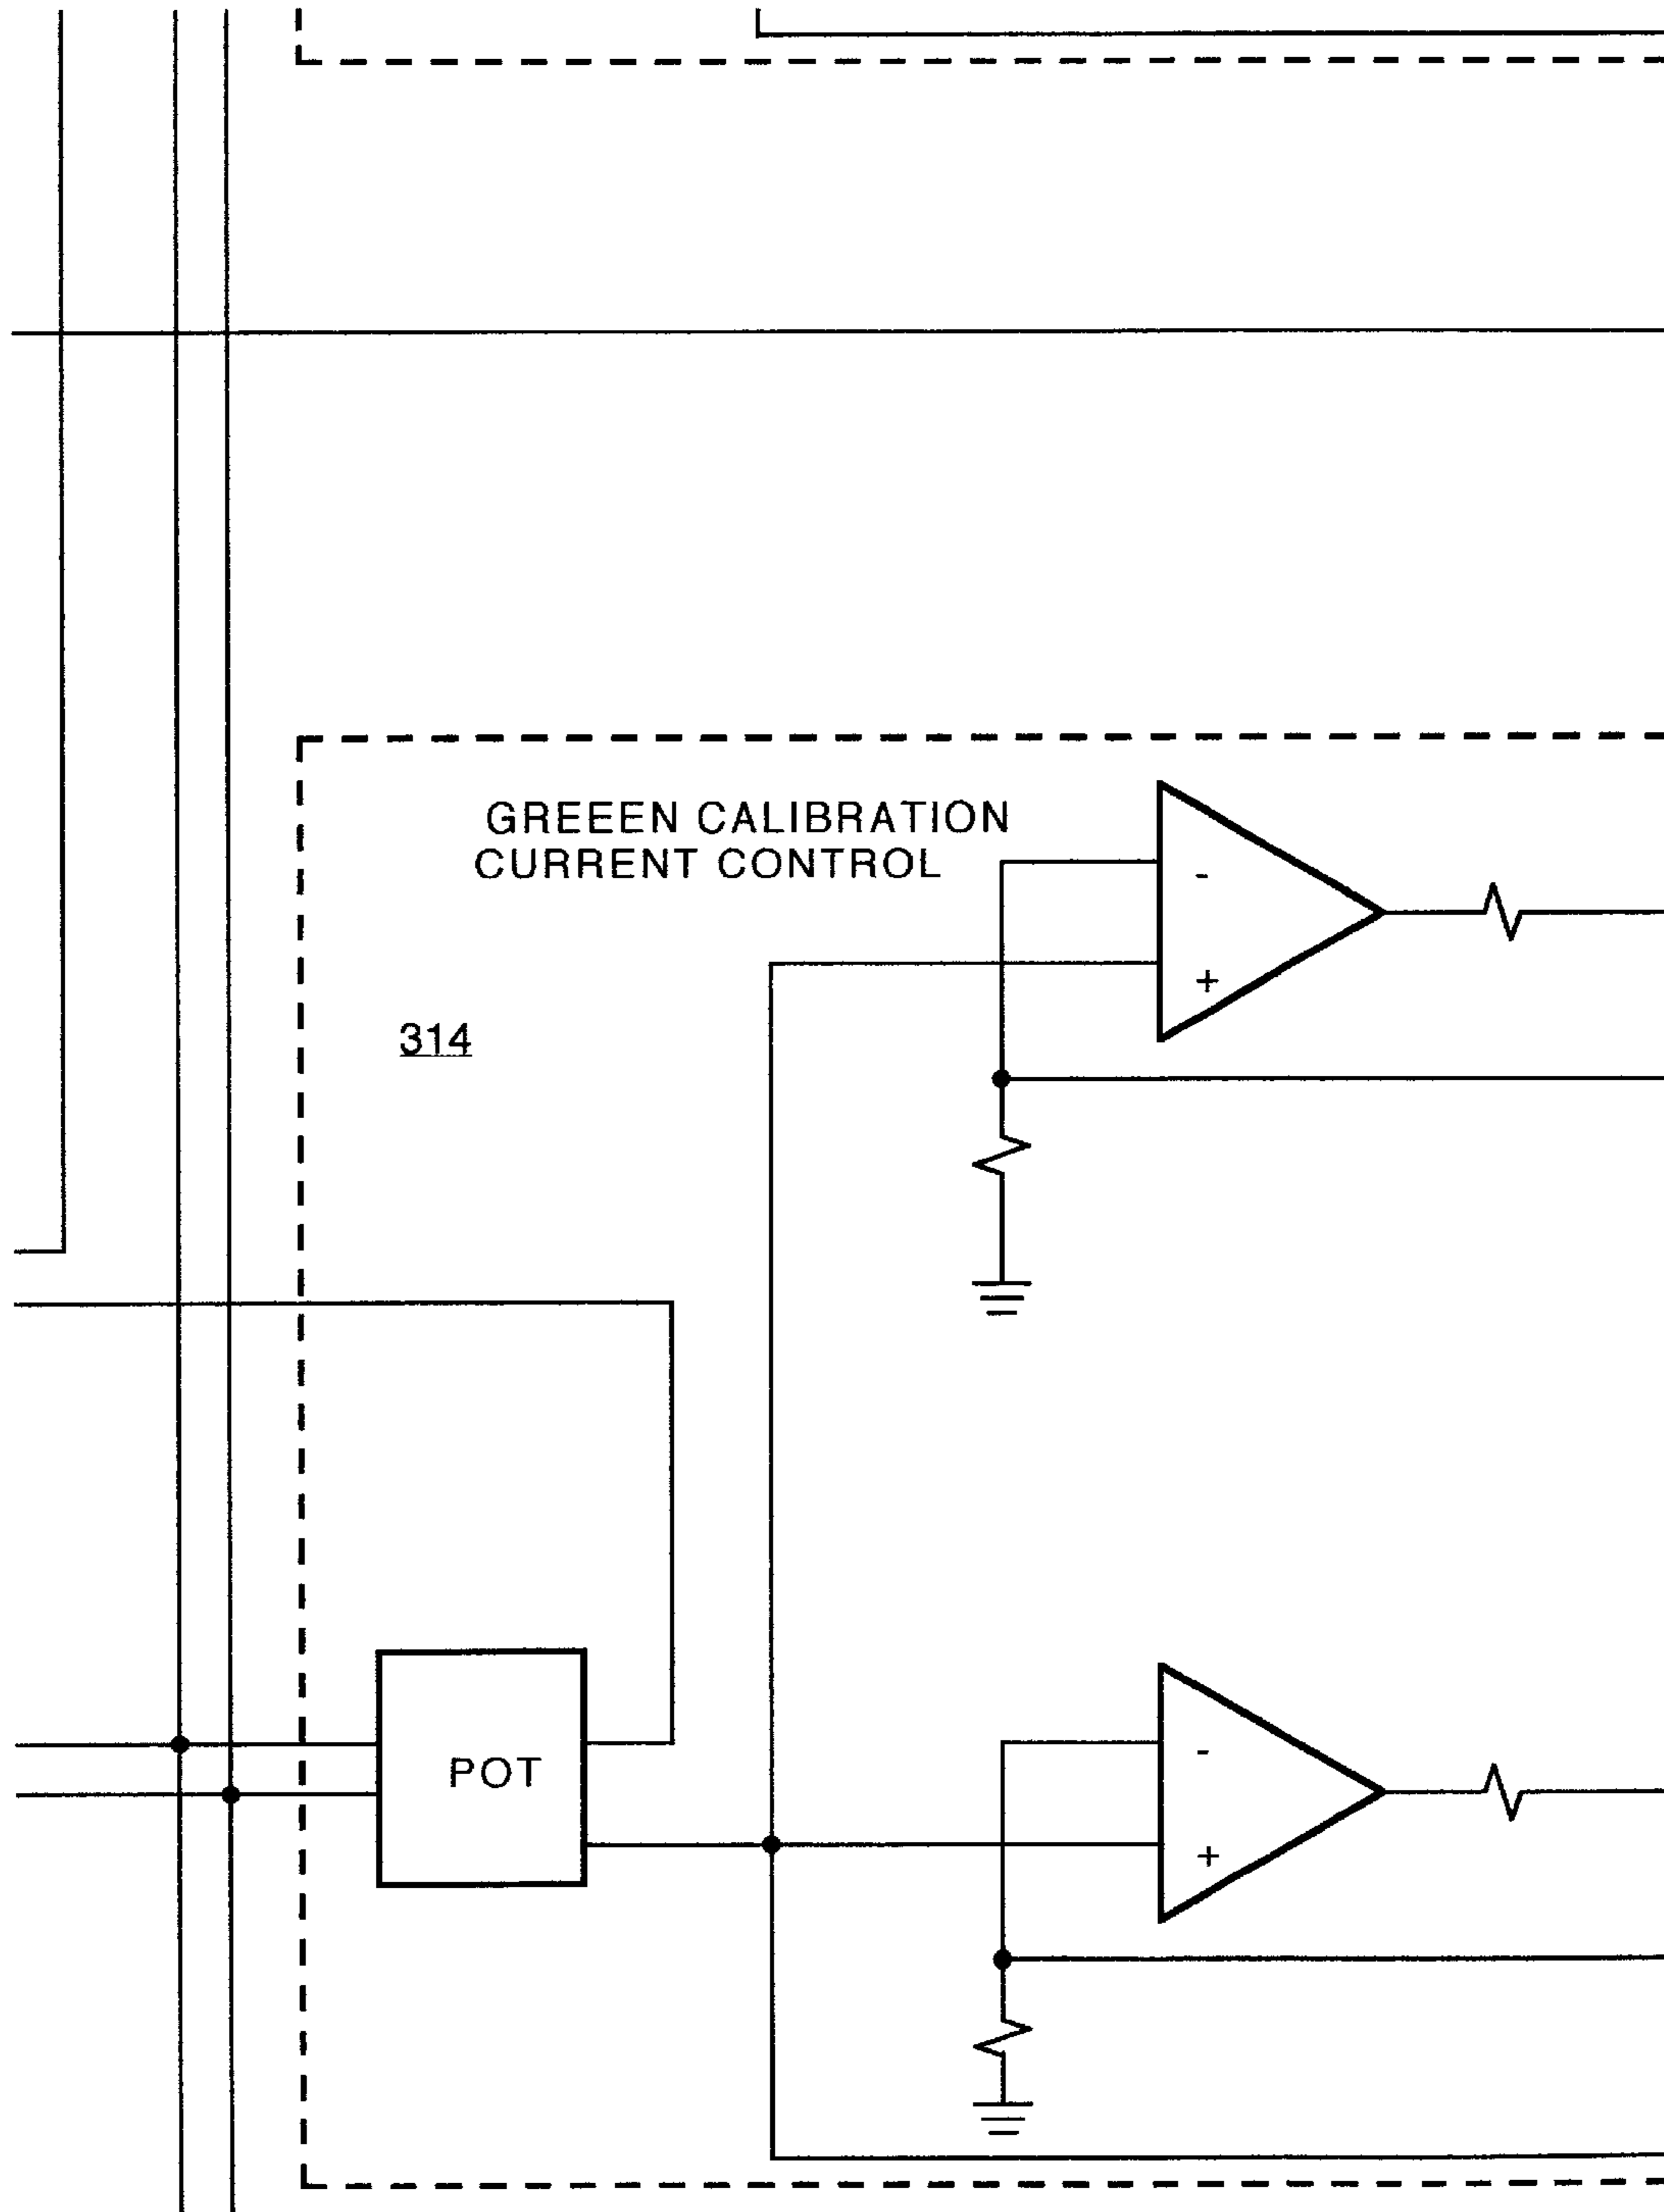 GREEEN CALIBRATION
CURRENT CONTROL
-
+
314
POT
-
+